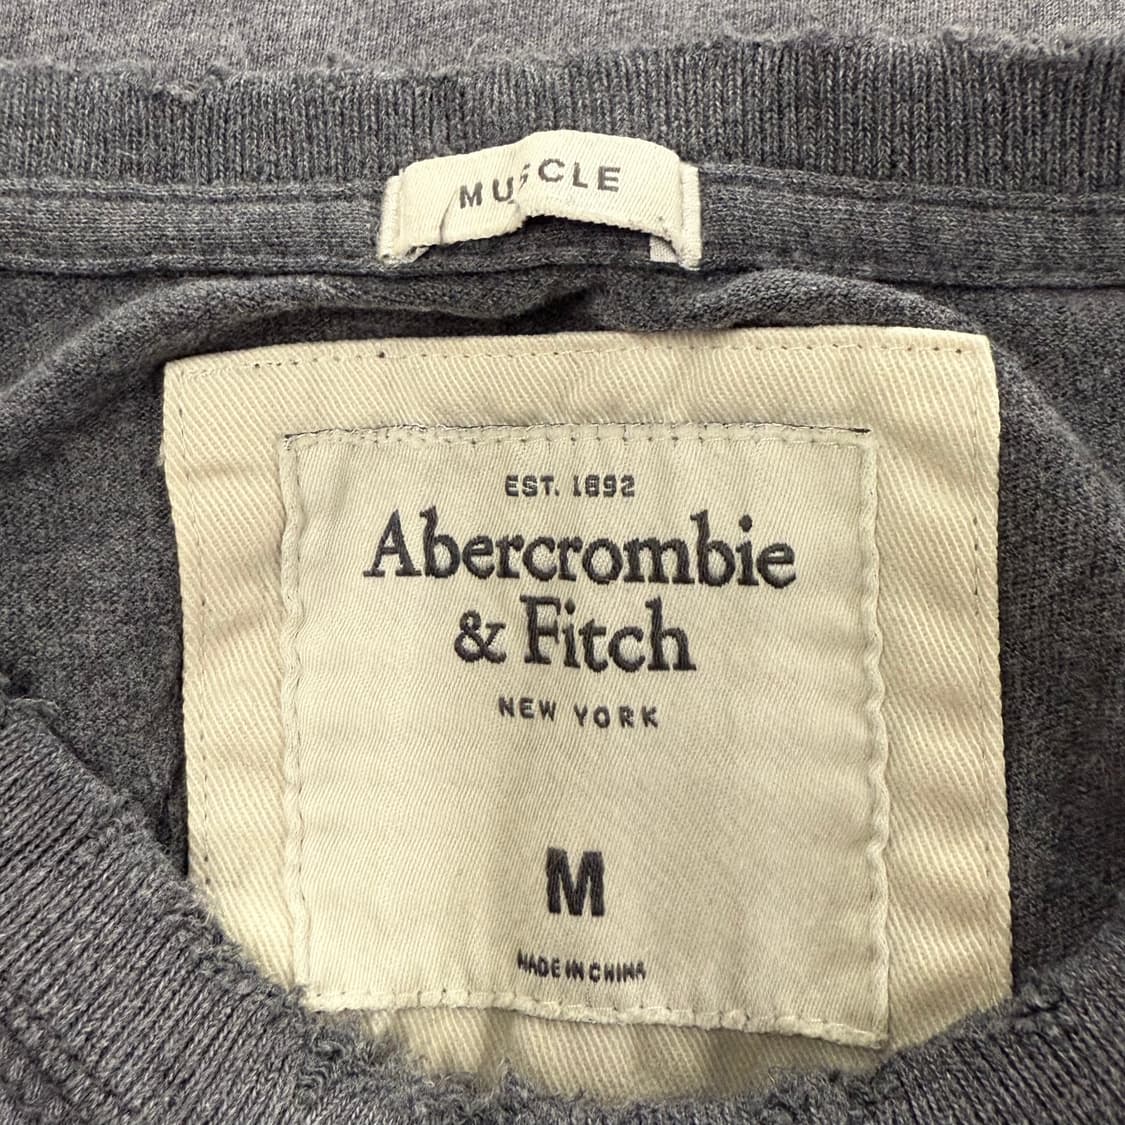 MUSCLE
EST. 1892
Abercrombie
& Fitch
NEW YORK
M
MADE IN CHINA